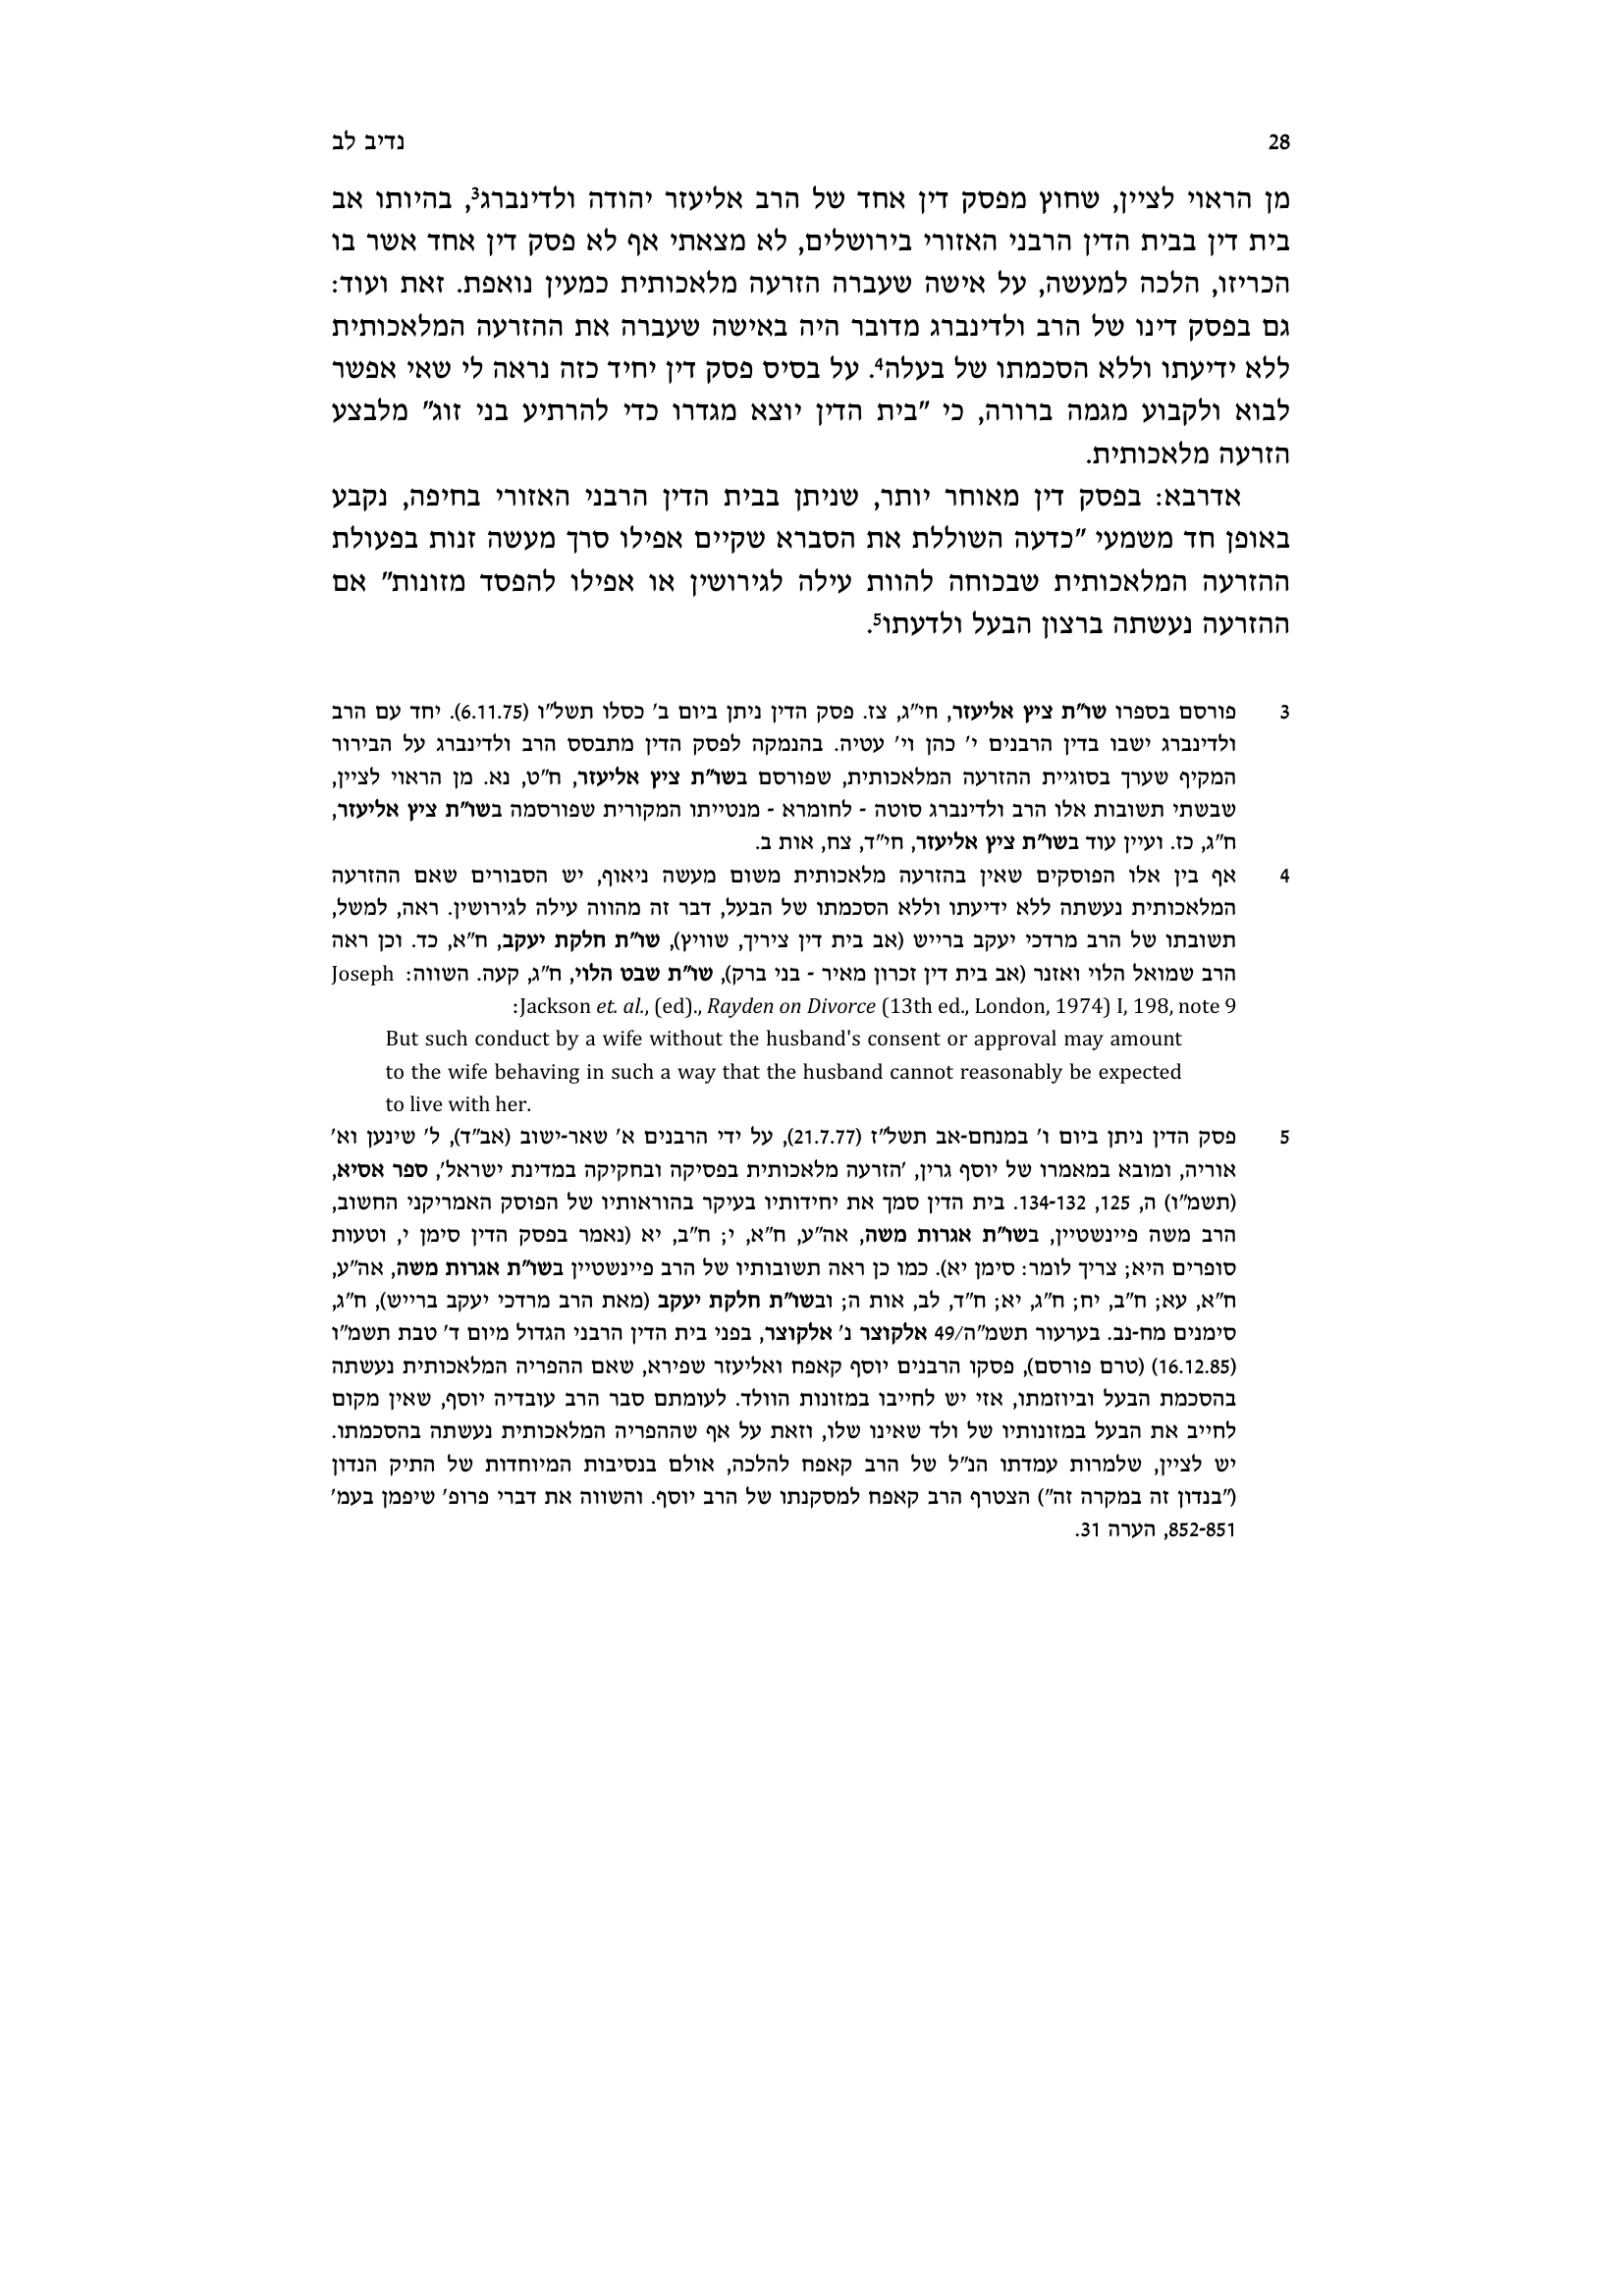 28 נדיב לב
מן הראוי לציין, שחוץ מפסק דין אחד של הרב אליעזר יהודה ולדינברג3, בהיותו אב
בית דין בבית הדין הרבני האזורי בירושלים, לא מצאתי אף לא פסק דין אחד אשר בו
הכריזו, הלכה למעשה, על אישה שעברה הזרעה מלאכותית כמעין נואפת. זאת ועוד:
גם בפסק דינו של הרב ולדינברג מדובר היה באישה שעברה את ההזרעה המלאכותית
ללא ידיעתו וללא הסכמתו של בעלה4. על בסיס פסק דין יחיד כזה נראה לי שאי אפשר
לבוא ולקבוע מגמה ברורה, כי "בית הדין יוצא מגדרו כדי להרתיע בני זוג" מלבצע
הזרעה מלאכותית.
אדרבא: בפסק דין מאוחר יותר, שניתן בבית הדין הרבני האזורי בחיפה, נקבע
באופן חד משמעי "כדעה השוללת את הסברא שקיים אפילו סרך מעשה זנות בפעולת
ההזרעה המלאכותית שבכוחה להוות עילה לגירושין או אפילו להפסד מזונות" אם
ההזרעה נעשתה ברצון הבעל ולדעתו5.
3 פורסם בספרו שו"ת ציץ אליעזר, חי"ג, צז. פסק הדין ניתן ביום ב' כסלו תשל"ו (6.11.75). יחד עם הרב
ולדינברג ישבו בדין הרבנים י' כהן וי' עטיה. בהנמקה לפסק הדין מתבסס הרב ולדינברג על הבירור
המקיף שערך בסוגיית ההזרעה המלאכותית, שפורסם בשו"ת ציץ אליעזר, ח"ט, נא. מן הראוי לציין,
שבשתי תשובות אלו הרב ולדינברג סוטה - לחומרא - מנטייתו המקורית שפורסמה בשו"ת ציץ אליעזר,
ח"ג, כז. ועיין עוד בשו"ת ציץ אליעזר, חי"ד, צח, אות ב.
4 אף בין אלו הפוסקים שאין בהזרעה מלאכותית משום מעשה ניאוף, יש הסבורים שאם ההזרעה
המלאכותית נעשתה ללא ידיעתו וללא הסכמתו של הבעל, דבר זה מהווה עילה לגירושין. ראה, למשל,
תשובתו של הרב מרדכי יעקב ברייש (אב בית דין ציריך, שוויץ), שו"ת חלקת יעקב, ח"א, כד. וכן ראה
הרב שמואל הלוי ואזנר (אב בית דין זכרון מאיר - בני ברק), שו"ת שבט הלוי, ח"ג, קעה. השווה: Joseph
Jackson et. al., (ed)., Rayden on Divorce (13th ed., London, 1974) I, 198, note 9:
But such conduct by a wife without the husband's consent or approval may amount
to the wife behaving in such a way that the husband cannot reasonably be expected
to live with her.
5 פסק הדין ניתן ביום ו' במנחם-אב תשל"ז (21.7.77), על ידי הרבנים א' שאר-ישוב (אב"ד), ל' שינען וא'
אוריה, ומובא במאמרו של יוסף גרין, 'הזרעה מלאכותית בפסיקה ובחקיקה במדינת ישראל', ספר אסיא,
(תשמ"ו) ה, 125, 134-132. בית הדין סמך את יחידותיו בעיקר בהוראותיו של הפוסק האמריקני החשוב,
הרב משה פיינשטיין, בשו"ת אגרות משה, אה"ע, ח"א, י; ח"ב, יא (נאמר בפסק הדין סימן י, וטעות
סופרים היא; צריך לומר: סימן יא). כמו כן ראה תשובותיו של הרב פיינשטיין בשו"ת אגרות משה, אה"ע,
ח"א, עא; ח"ב, יח; ח"ג, יא; ח"ד, לב, אות ה; ובשו"ת חלקת יעקב (מאת הרב מרדכי יעקב ברייש), ח"ג,
סימנים מח-נב. בערעור תשמ"ה/49 אלקוצר נ' אלקוצר, בפני בית הדין הרבני הגדול מיום ד' טבת תשמ"ו
(16.12.85) (טרם פורסם), פסקו הרבנים יוסף קאפח ואליעזר שפירא, שאם ההפריה המלאכותית נעשתה
בהסכמת הבעל וביוזמתו, אזי יש לחייבו במזונות הוולד. לעומתם סבר הרב עובדיה יוסף, שאין מקום
לחייב את הבעל במזונותיו של ולד שאינו שלו, וזאת על אף שההפריה המלאכותית נעשתה בהסכמתו.
יש לציין, שלמרות עמדתו הנ"ל של הרב קאפח להלכה, אולם בנסיבות המיוחדות של התיק הנדון
("בנדון זה במקרה זה") הצטרף הרב קאפח למסקנתו של הרב יוסף. והשווה את דברי פרופ' שיפמן בעמ'
852-851, הערה 31.